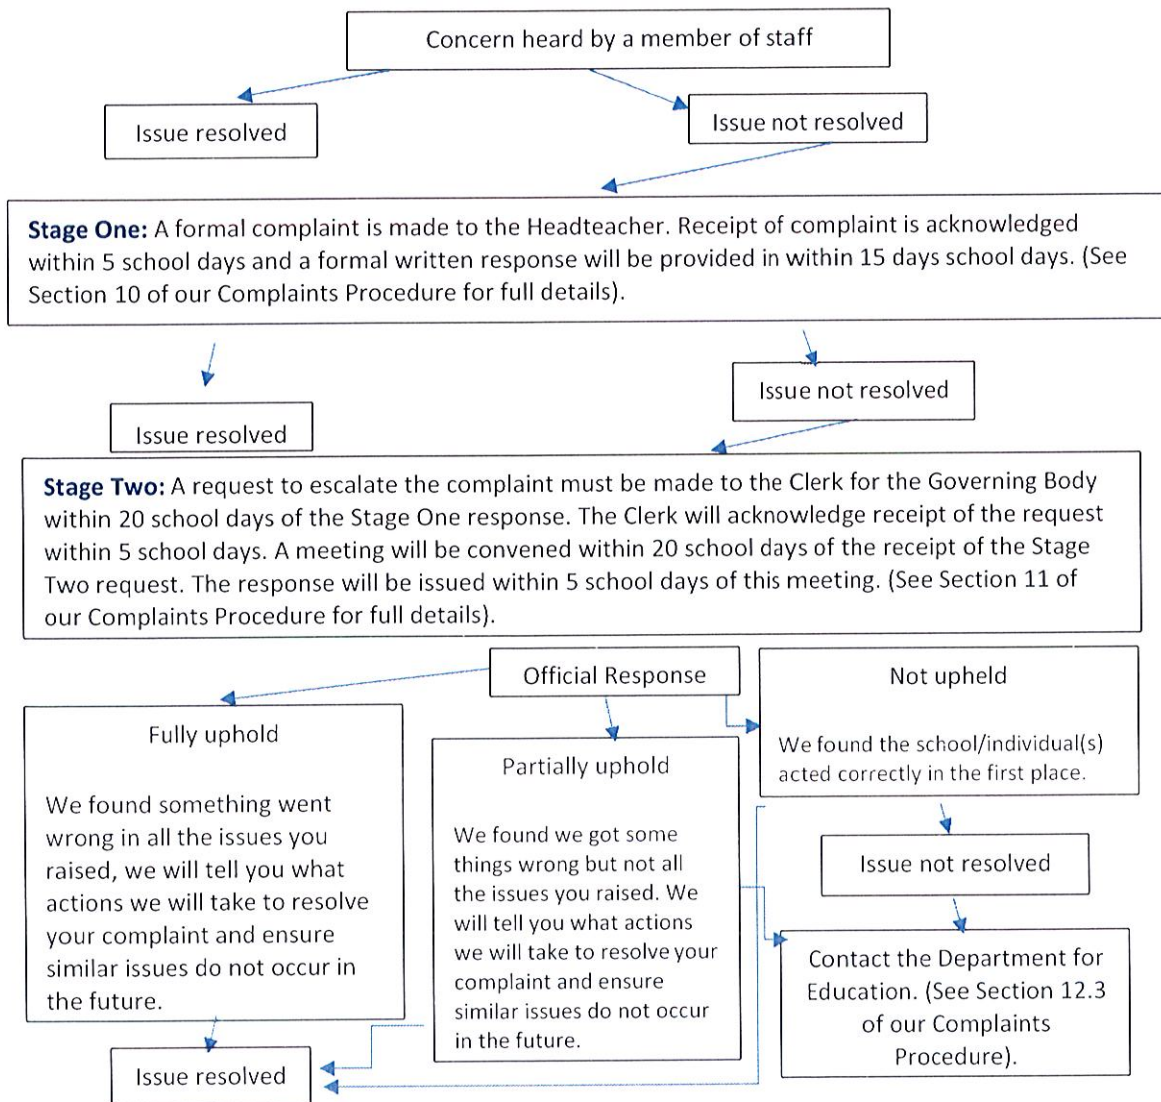 Concern heard by a member of staff
Issue resolved
Issue not resolved
Stage One: A formal complaint is made to the Headteacher. Receipt of complaint is acknowledged
within 5 school days and a formal written response will be provided in within 15 days school days. (See
Section 10 of our Complaints Procedure for full details).
Issue resolved
Issue not resolved
Stage Two: A request to escalate the complaint must be made to the Clerk for the Governing Body
within 20 school days of the Stage One response. The Clerk will acknowledge receipt of the request
within 5 school days. A meeting will be convened within 20 school days of the receipt of the Stage
Two request. The response will be issued within 5 school days of this meeting. (See Section 11 of
our Complaints Procedure for full details).
Official Response
Fully uphold
We found something went
wrong in all the issues you
raised, we will tell you what
actions we will take to resolve
your complaint and ensure
similar issues do not occur in
the future.
Partially uphold
We found we got some
things wrong but not all
the issues you raised. We
will tell you what actions
we will take to resolve your
complaint and ensure
similar issues do not occur
in the future.
Not upheld
We found the school/individual(s)
acted correctly in the first place.
Issue not resolved
Contact the Department for
Education. (See Section 12.3
of our Complaints
Procedure).
Issue resolved